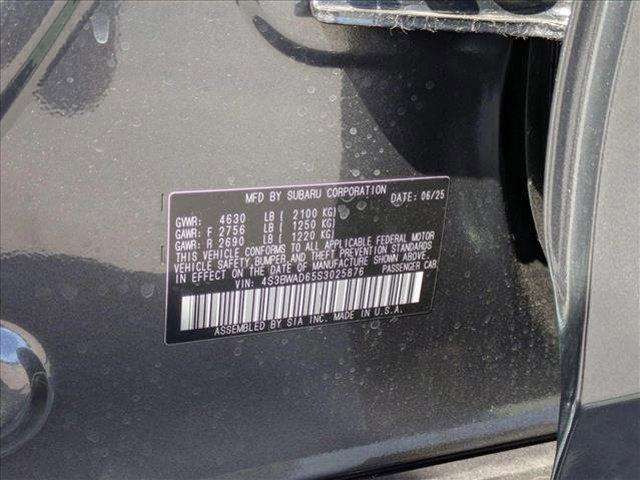 MFD BY SUBARU CORPORATION DATE: 06/25
GVWR: 4630 LB ( 2100 KG)
GAWR: F 2756 LB ( 1250 KG)
GAWR: R 2690 LB ( 1220 KG)
THIS VEHICLE CONFORMS TO ALL APPLICABLE FEDERAL MOTOR
VEHICLE SAFETY,BUMPER, AND THEFT PREVENTION STANDARDS
IN EFFECT ON THE DATE OF MANUFACTURE SHOWN ABOVE.
VIN: 4S3BWAD65S3025876 PASSENGER CAR
ASSEMBLED BY SIA INC. MADE IN U.S.A.